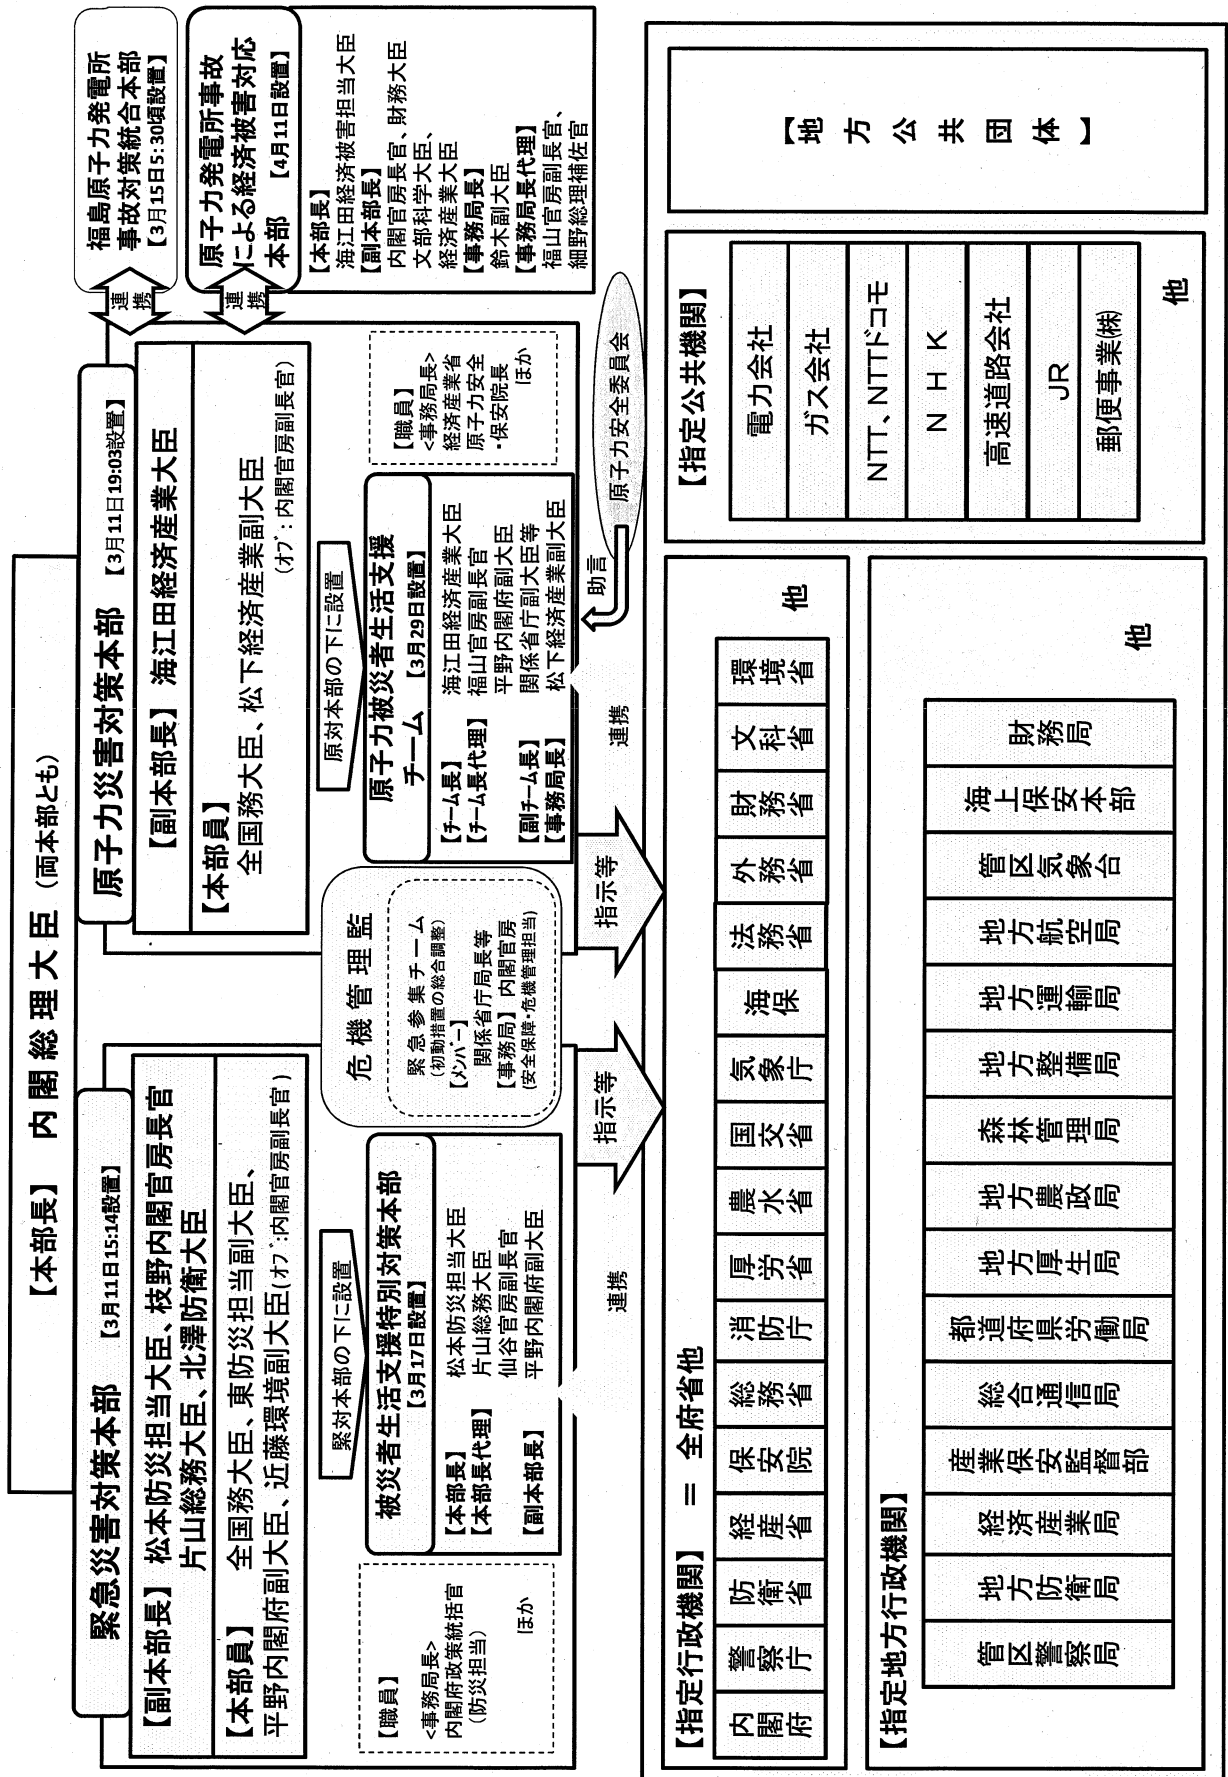 【本部長】　内閣総理大臣（両本部とも）
緊急災害対策本部　【3月11日15:14設置】
【副本部長】松本防災担当大臣、枝野内閣官房長官
片山総務大臣、北澤防衛大臣
【本部員】　全国務大臣、東防災担当副大臣、
平野内閣府副大臣、近藤環境副大臣(オブ:内閣官房副長官)
緊対本部の下に設置
被災者生活支援特別対策本部
【3月17日設置】
【本部長】　松本防災担当大臣
【本部長代理】　片山総務大臣
仙谷官房副長官
【副本部長】　平野内閣府副大臣
【職員】
<事務局長>
内閣府政策統括官
（防災担当）
ほか
危機管理監
緊急参集チーム
（初動措置の総合調整）
【メンバー】
関係省庁局長等
【事務局】内閣官房
(安全保障・危機管理担当)
原子力災害対策本部　【3月11日19:03設置】
【副本部長】海江田経済産業大臣
【本部員】
全国務大臣、松下経済産業副大臣
（オブ：内閣官房副長官）
原対本部の下に設置
原子力被災者生活支援
チーム　【3月29日設置】
【チーム長】　海江田経済産業大臣
【チーム長代理】　福山官房副長官
平野内閣府副大臣
【副チーム長】　関係省庁副大臣等
【事務局長】　松下経済産業副大臣
【職員】
<事務局長>
経済産業省
原子力安全
・保安院長
ほか
連携
福島原子力発電所
事故対策統合本部
【3月15日5:30頃設置】
連携
原子力発電所事故
による経済被害対応
本部　【4月11日設置】
【本部長】
海江田経済被害担当大臣
【副本部長】
内閣官房長官、財務大臣
文部科学大臣、
経済産業大臣
【事務局長】
鈴木副大臣
【事務局長代理】
福山官房副長官、
細野総理補佐官
原子力安全委員会
助言
連携
指示等
指示等
連携
【指定行政機関】　＝　全府省他
内閣府
警察庁
防衛省
経産省
保安院
総務省
消防庁
厚労省
農水省
国交省
気象庁
海保
法務省
外務省
財務省
文科省
環境省
他
【指定地方行政機関】
管区警察局
地方防衛局
経済産業局
産業保安監督部
総合通信局
都道府県労働局
地方厚生局
地方農政局
森林管理局
地方整備局
地方運輸局
地方航空局
管区気象台
海上保安本部
財務局
他
【指定公共機関】
電力会社
ガス会社
NTT、NTTドコモ
ＮＨＫ
高速道路会社
JR
郵便事業㈱
他
【地方公共団体】